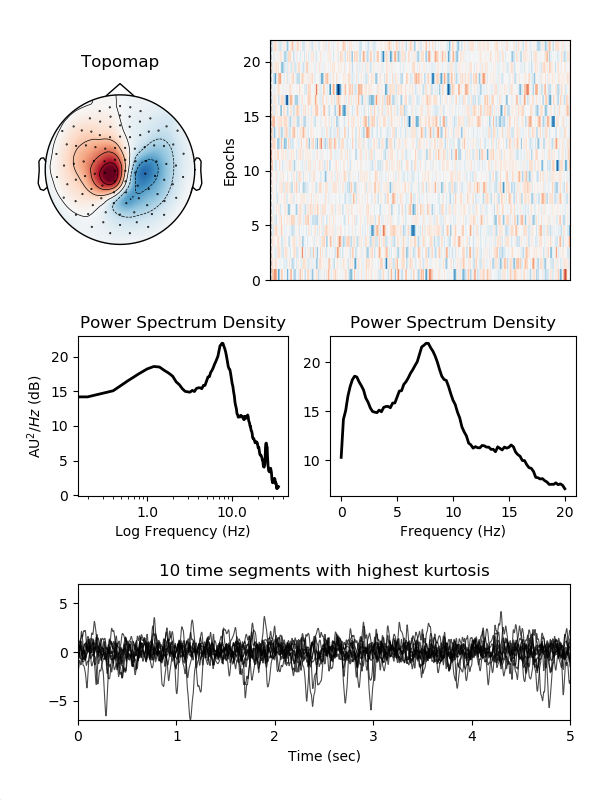 Topomap
Epochs
20
15
10
5
0
Power Spectrum Density
AU²/Hz (dB)
20
15
10
5
0
1.0 10.0
Log Frequency (Hz)
Power Spectrum Density
20
15
10
0 5 10 15 20
Frequency (Hz)
10 time segments with highest kurtosis
5
0
−5
0 1 2 3 4 5
Time (sec)